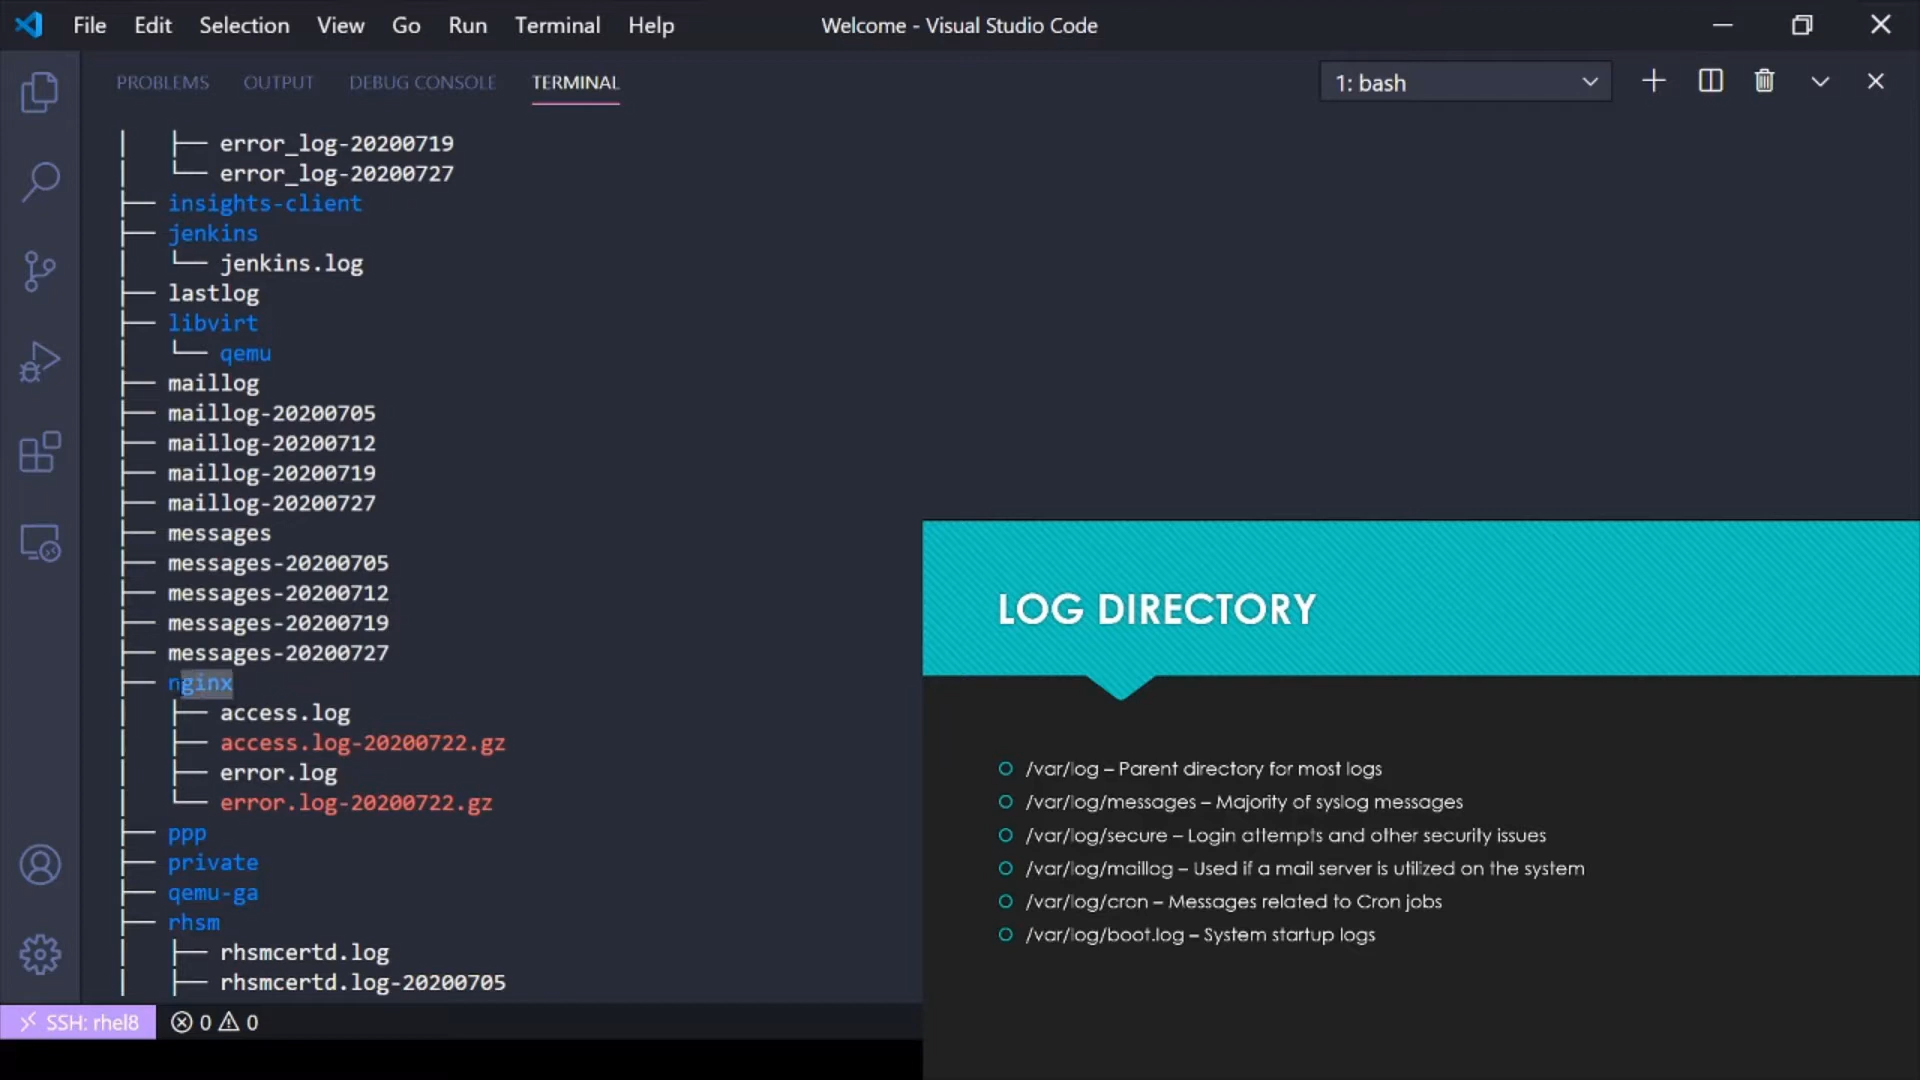 File Edit Selection View Go Run Terminal Help Welcome - Visual Studio Code
PROBLEMS OUTPUT DEBUG CONSOLE TERMINAL 1: bash
│   ├── error_log-20200719
│   └── error_log-20200727
├── insights-client
├── jenkins
│   └── jenkins.log
├── lastlog
├── libvirt
│   └── qemu
├── maillog
├── maillog-20200705
├── maillog-20200712
├── maillog-20200719
├── maillog-20200727
├── messages
├── messages-20200705
├── messages-20200712
├── messages-20200719
├── messages-20200727
├── nginx
│   ├── access.log
│   ├── access.log-20200722.gz
│   ├── error.log
│   └── error.log-20200722.gz
├── ppp
├── private
├── qemu-ga
├── rhsm
│   ├── rhsmcertd.log
│   ├── rhsmcertd.log-20200705
SSH: rhel8 0 0
LOG DIRECTORY
/var/log – Parent directory for most logs
/var/log/messages – Majority of syslog messages
/var/log/secure – Login attempts and other security issues
/var/log/maillog – Used if a mail server is utilized on the system
/var/log/cron – Messages related to Cron jobs
/var/log/boot.log – System startup logs